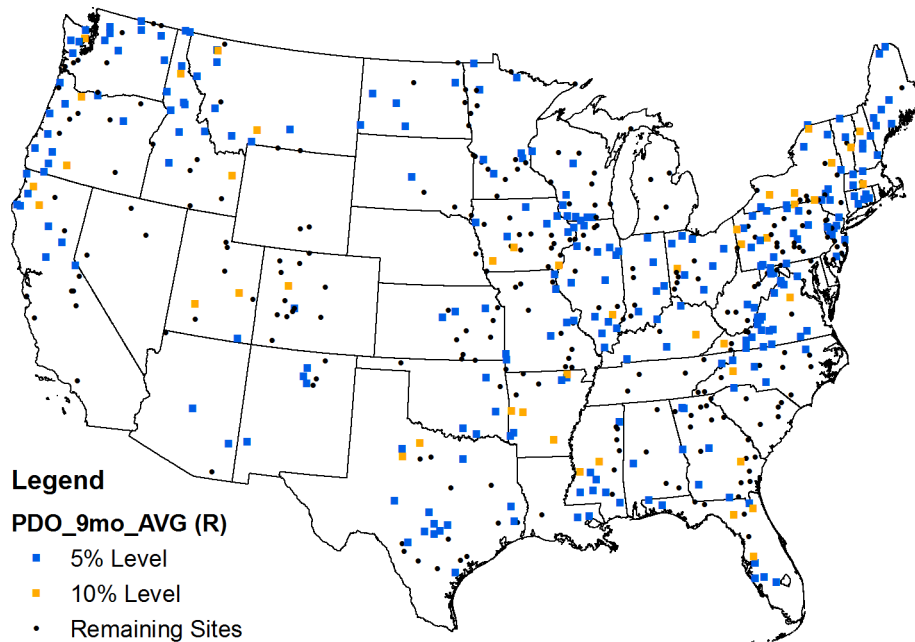 Legend
PDO_9mo_AVG (R)
5% Level
10% Level
Remaining Sites